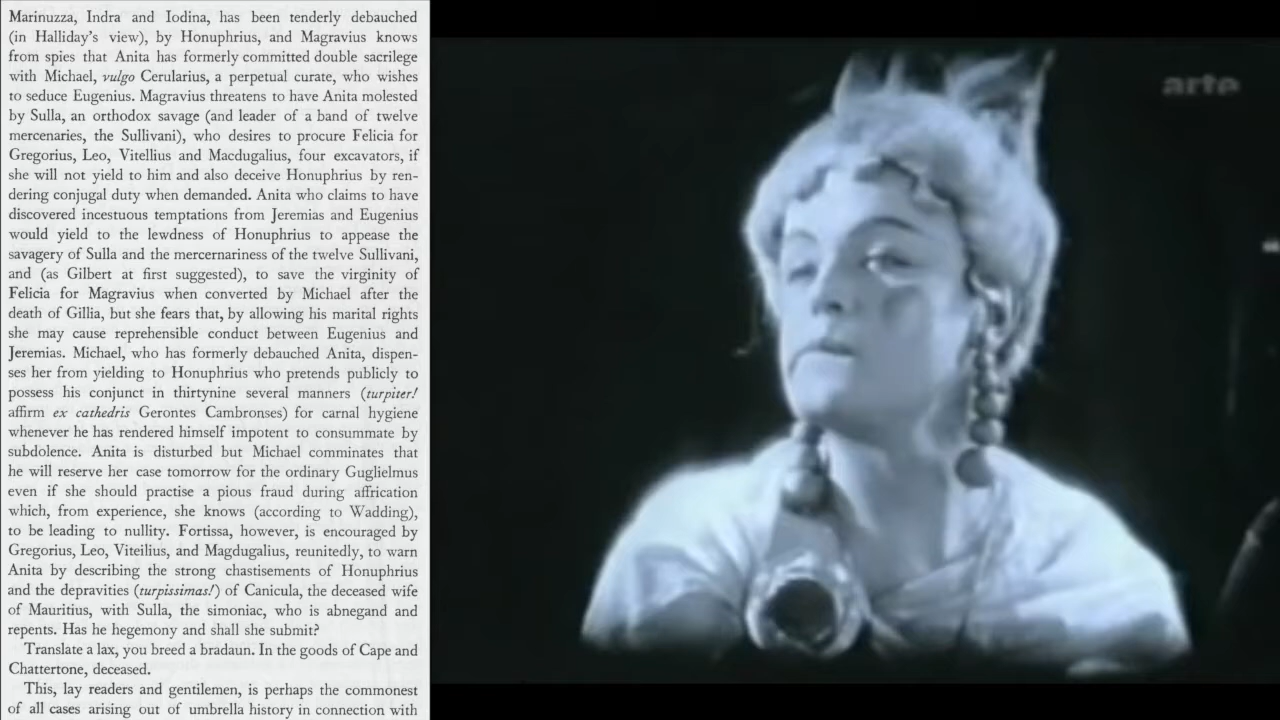 Marinuzza, Indra and Iodina, has been tenderly debauched
(in Halliday's view), by Honuphrius, and Magravius knows
from spies that Anita has formerly committed double sacrilege
with Michael, vulgo Cerularius, a perpetual curate, who wishes
to seduce Eugenius. Magravius threatens to have Anita molested
by Sulla, an orthodox savage (and leader of a band of twelve
mercenaries, the Sullivani), who desires to procure Felicia for
Gregorius, Leo, Vitellius and Macdugalius, four excavators, if
she will not yield to him and also deceive Honuphrius by ren-
dering conjugal duty when demanded. Anita who claims to have
discovered incestuous temptations from Jeremias and Eugenius
would yield to the lewdness of Honuphrius to appease the
savagery of Sulla and the mercernariness of the twelve Sullivani,
and (as Gilbert at first suggested), to save the virginity of
Felicia for Magravius when converted by Michael after the
death of Gillia, but she fears that, by allowing his marital rights
she may cause reprehensible conduct between Eugenius and
Jeremias. Michael, who has formerly debauched Anita, dispen-
ses her from yielding to Honuphrius who pretends publicly to
possess his conjunct in thirtynine several manners (turpiter!
affirm ex cathedris Gerontes Cambronses) for carnal hygiene
whenever he has rendered himself impotent to consummate by
subdolence. Anita is disturbed but Michael comminates that
he will reserve her case tomorrow for the ordinary Guglielmus
even if she should practise a pious fraud during affrication
which, from experience, she knows (according to Wadding),
to be leading to nullity. Fortissa, however, is encouraged by
Gregorius, Leo, Viteilius, and Magdugalius, reunitedly, to warn
Anita by describing the strong chastisements of Honuphrius
and the depravities (turpissimas!) of Canicula, the deceased wife
of Mauritius, with Sulla, the simoniac, who is abnegand and
repents. Has he hegemony and shall she submit?
Translate a lax, you breed a bradaun. In the goods of Cape and
Chattertone, deceased.
This, lay readers and gentilemen, is perhaps the commonest
of all cases arising out of umbrella history in connection with
arte